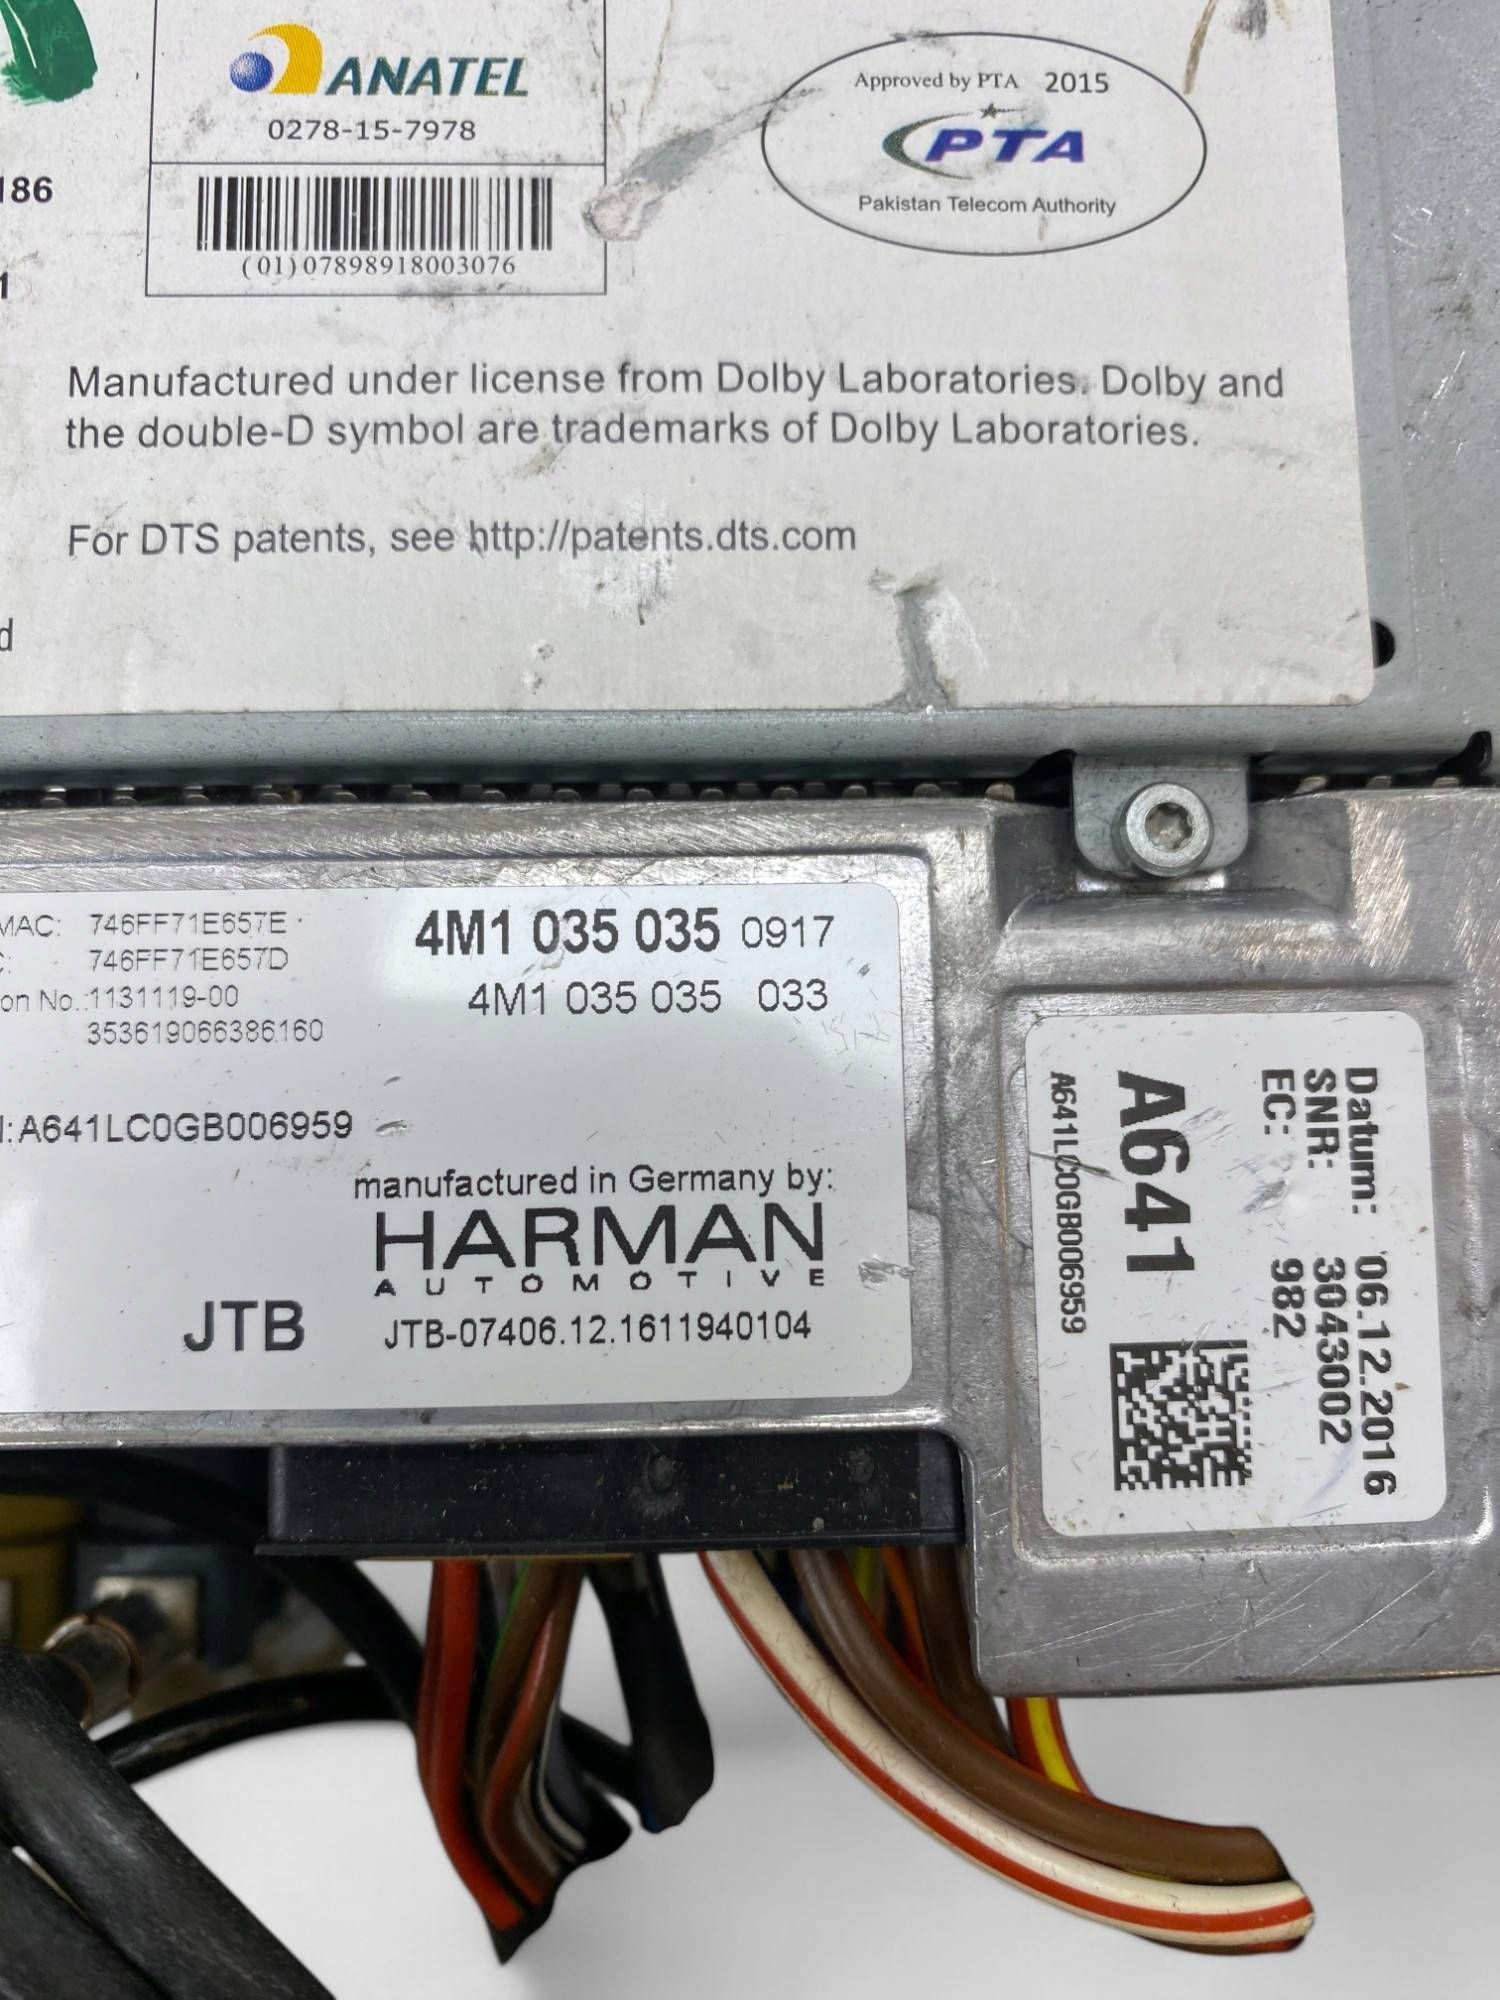 ANATEL
0278-15-7978
(01)07898918003076
Approved by PTA 2015
PTA
Pakistan Telecom Authority
186
1
Manufactured under license from Dolby Laboratories. Dolby and
the double-D symbol are trademarks of Dolby Laboratories.
For DTS patents, see http://patents.dts.com
d
MAC: 746FF71E657E
C: 746FF71E657D
on No.:1131119-00
353619066386160
4M1 035 035 0917
4M1 035 035 033
:A641LC0GB006959
manufactured in Germany by:
HARMAN
AUTOMOTIVE
JTB
JTB-07406.12.1611940104
Datum: 06.12.2016
SNR: 3043002
EC: 982
A641
A641LC0GB006959